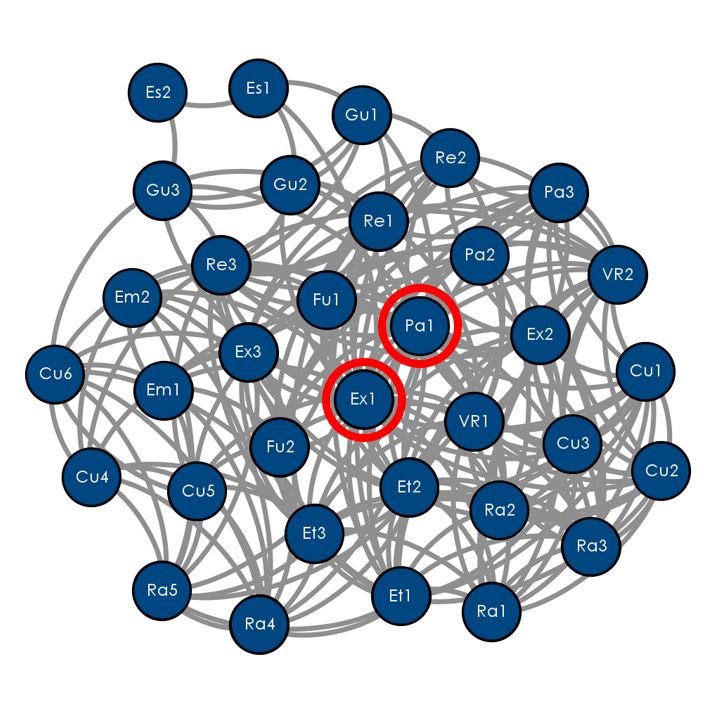 Es2
Es1
Gu1
Re2
Gu3
Gu2
Pa3
Re1
Pa2
Re3
VR2
Em2
Fu1
Pa1
Ex2
Ex3
Cu6
Cu1
Em1
Ex1
VR1
Fu2
Cu3
Cu4
Cu5
Et2
Cu2
Ra2
Et3
Ra3
Ra5
Et1
Ra1
Ra4